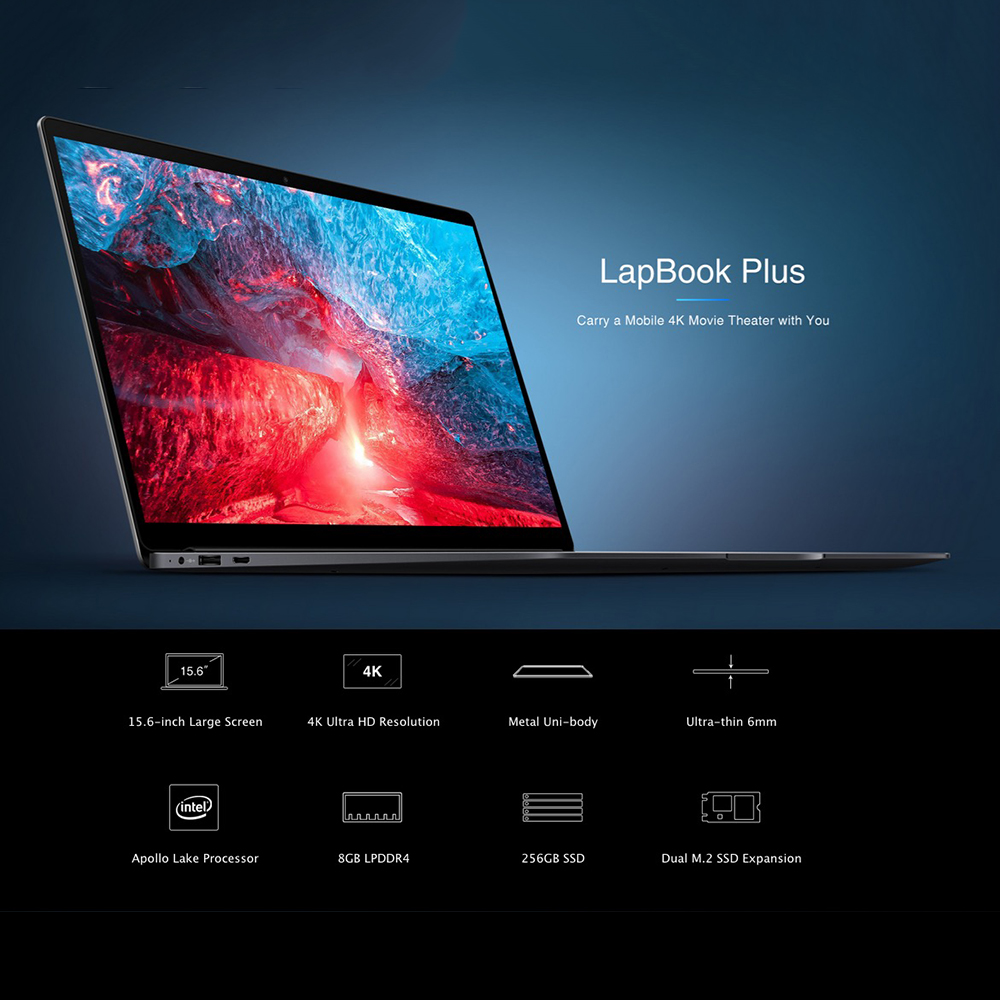 LapBook Plus
Carry a Mobile 4K Movie Theater with You
15.6"
4K
15.6-inch Large Screen
4K Ultra HD Resolution
Metal Uni-body
Ultra-thin 6mm
intel
Apollo Lake Processor
8GB LPDDR4
256GB SSD
Dual M.2 SSD Expansion